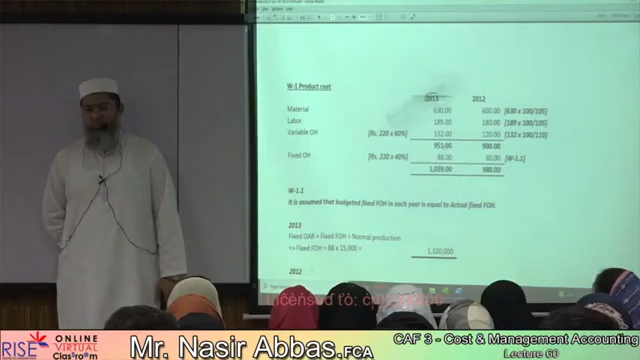 W-1 Product cost
2013 2012
Material 630.00 600.00 [630 x 100/105]
Labor 189.00 180.00 [189 x 100/105]
Variable OH [Rs. 220 x 60%] 132.00 120.00 [132 x 100/110]
951.00 900.00
Fixed OH [Rs. 220 x 40%] 88.00 80.00 [W-1.1]
1,039.00 980.00
W-1.1
It is assumed that budgeted fixed FOH in each year is equal to Actual fixed FOH.
2013
Fixed OAR = Fixed FOH ÷ Normal production
<> Fixed FOH = 88 x 15,000 = 1,320,000
2012
Licensed to:
RISE ONLINE VIRTUAL Classroom
Mr. Nasir Abbas.FCA
CAF 3 - Cost & Management Accounting
Lecture 60